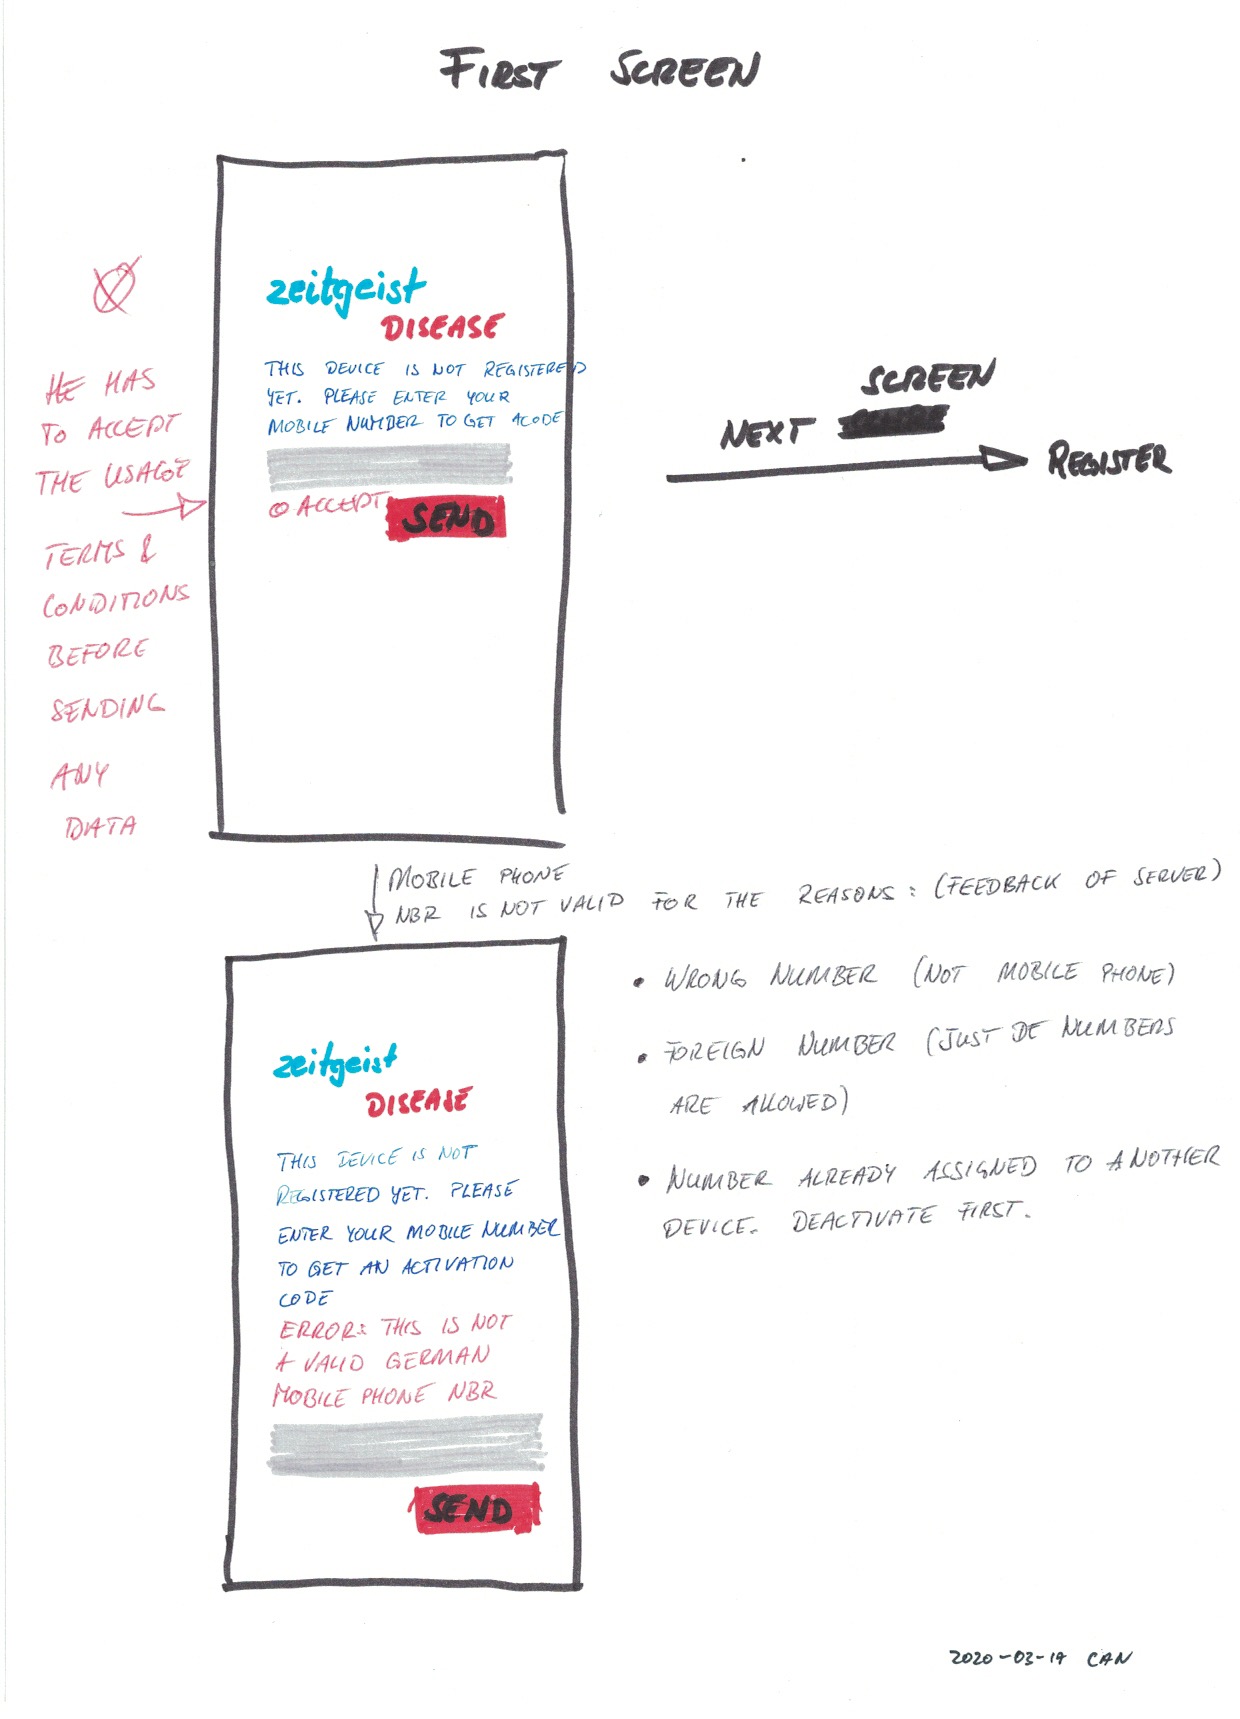 FIRST SCREEN
zeitgeist
DISEASE
THIS DEVICE IS NOT REGISTERED
YET. PLEASE ENTER YOUR
MOBILE NUMBER TO GET ACODE
ACCEPT
SEND
HE HAS
TO ACCEPT
THE USAGE
TERMS &
CONDITIONS
BEFORE
SENDING
ANY
DATA
SCREEN
NEXT
REGISTER
MOBILE PHONE
NBR IS NOT VALID FOR THE REASONS: (FEEDBACK OF SERVER)
• WRONG NUMBER (NOT MOBILE PHONE)
• FOREIGN NUMBER (JUST DE NUMBERS
ARE ALLOWED)
• NUMBER ALREADY ASSIGNED TO ANOTHER
DEVICE. DEACTIVATE FIRST.
zeitgeist
DISEASE
THIS DEVICE IS NOT
REGISTERED YET. PLEASE
ENTER YOUR MOBILE NUMBER
TO GET AN ACTIVATION
CODE
ERROR: THIS IS NOT
A VALID GERMAN
MOBILE PHONE NBR
SEND
CAN